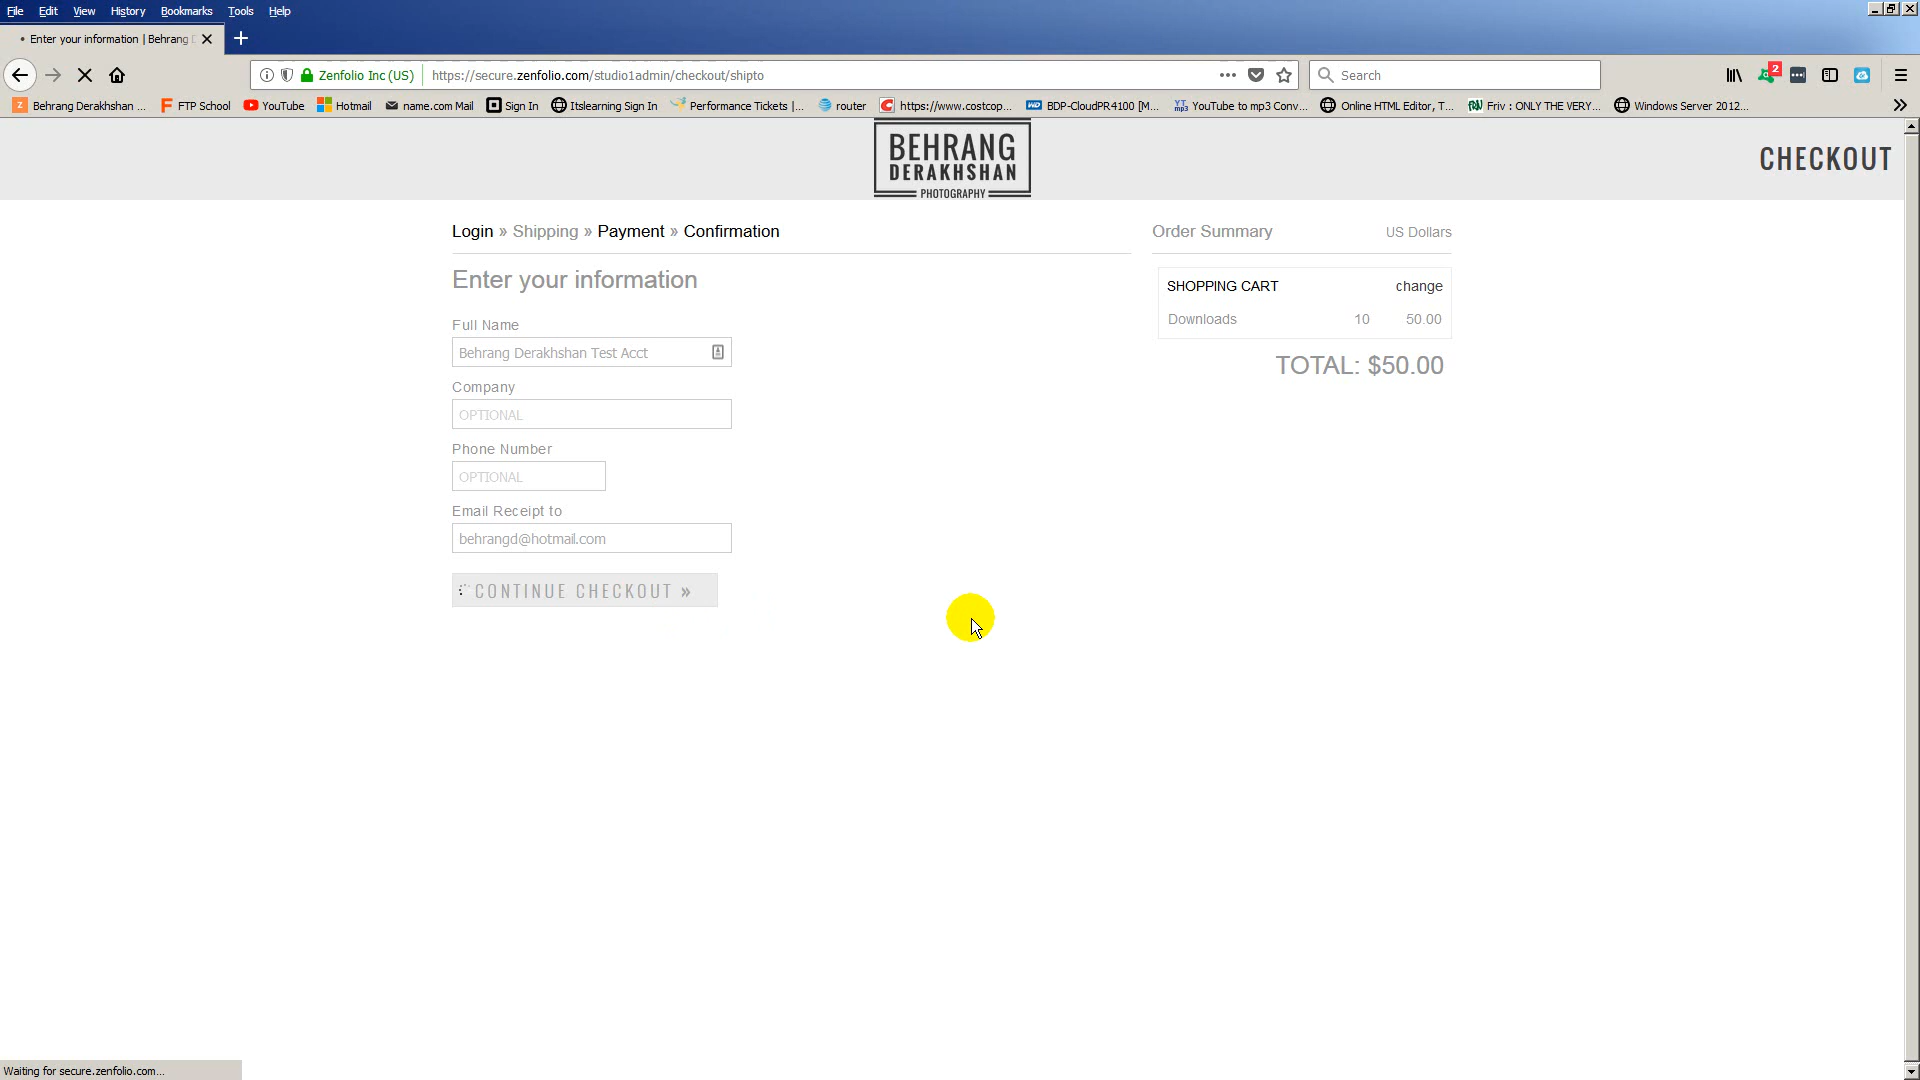 File Edit View History Bookmarks Tools Help
• Enter your information | Behrang
Zenfolio Inc (US) https://secure.zenfolio.com/studio1admin/checkout/shipto
Search
2
Behrang Derakhshan ... FTP School YouTube Hotmail name.com Mail Sign In Itslearning Sign In Performance Tickets |... router https://www.costcop... BDP-CloudPR4100 [M... YouTube to mp3 Conv... Online HTML Editor, T... Friv : ONLY THE VERY... Windows Server 2012...
BEHRANG
DERAKHSHAN
PHOTOGRAPHY
CHECKOUT
Login » Shipping » Payment » Confirmation
Enter your information
Full Name
Behrang Derakhshan Test Acct
Company
OPTIONAL
Phone Number
OPTIONAL
Email Receipt to
behrangd@hotmail.com
CONTINUE CHECKOUT »
Order Summary US Dollars
SHOPPING CART change
Downloads 10 50.00
TOTAL: $50.00
Waiting for secure.zenfolio.com...